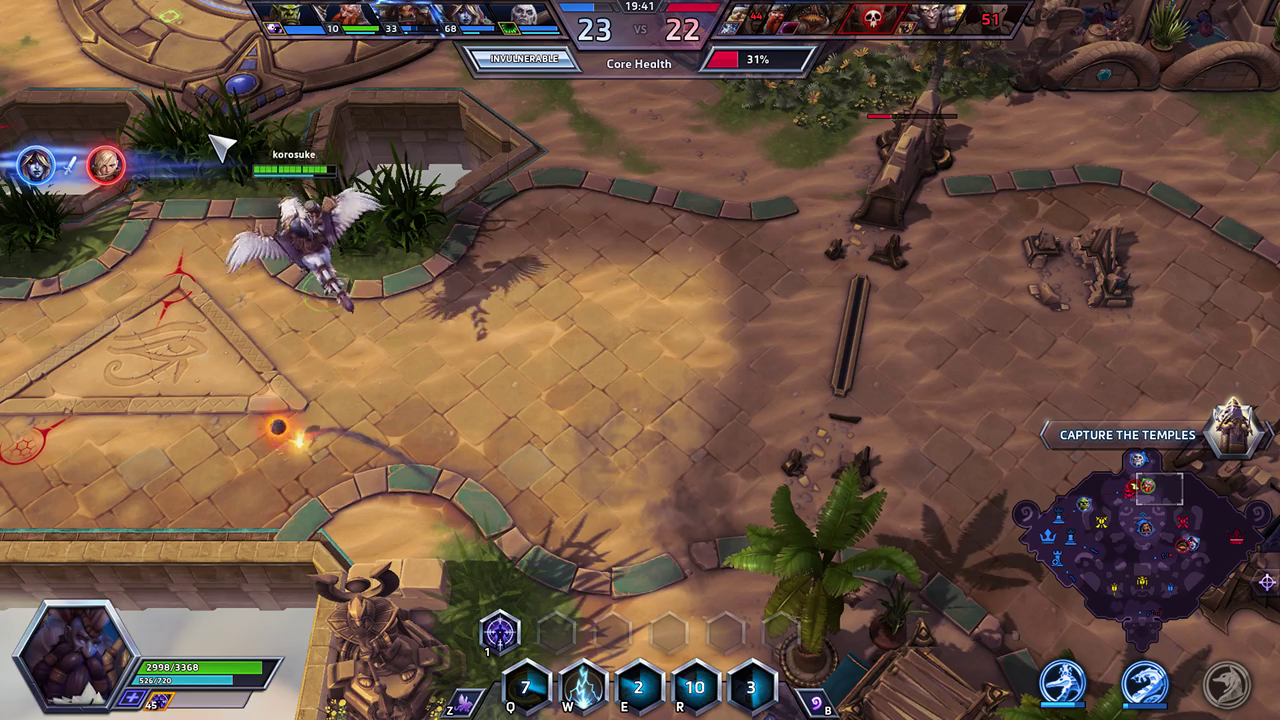 10 33 68
19:41
23 VS 22
44
51
INVULNERABLE
Core Health
31%
korosuke
CAPTURE THE TEMPLES
1
7 2 10 3
Z Q W E R B
2998/3368
526/720
45